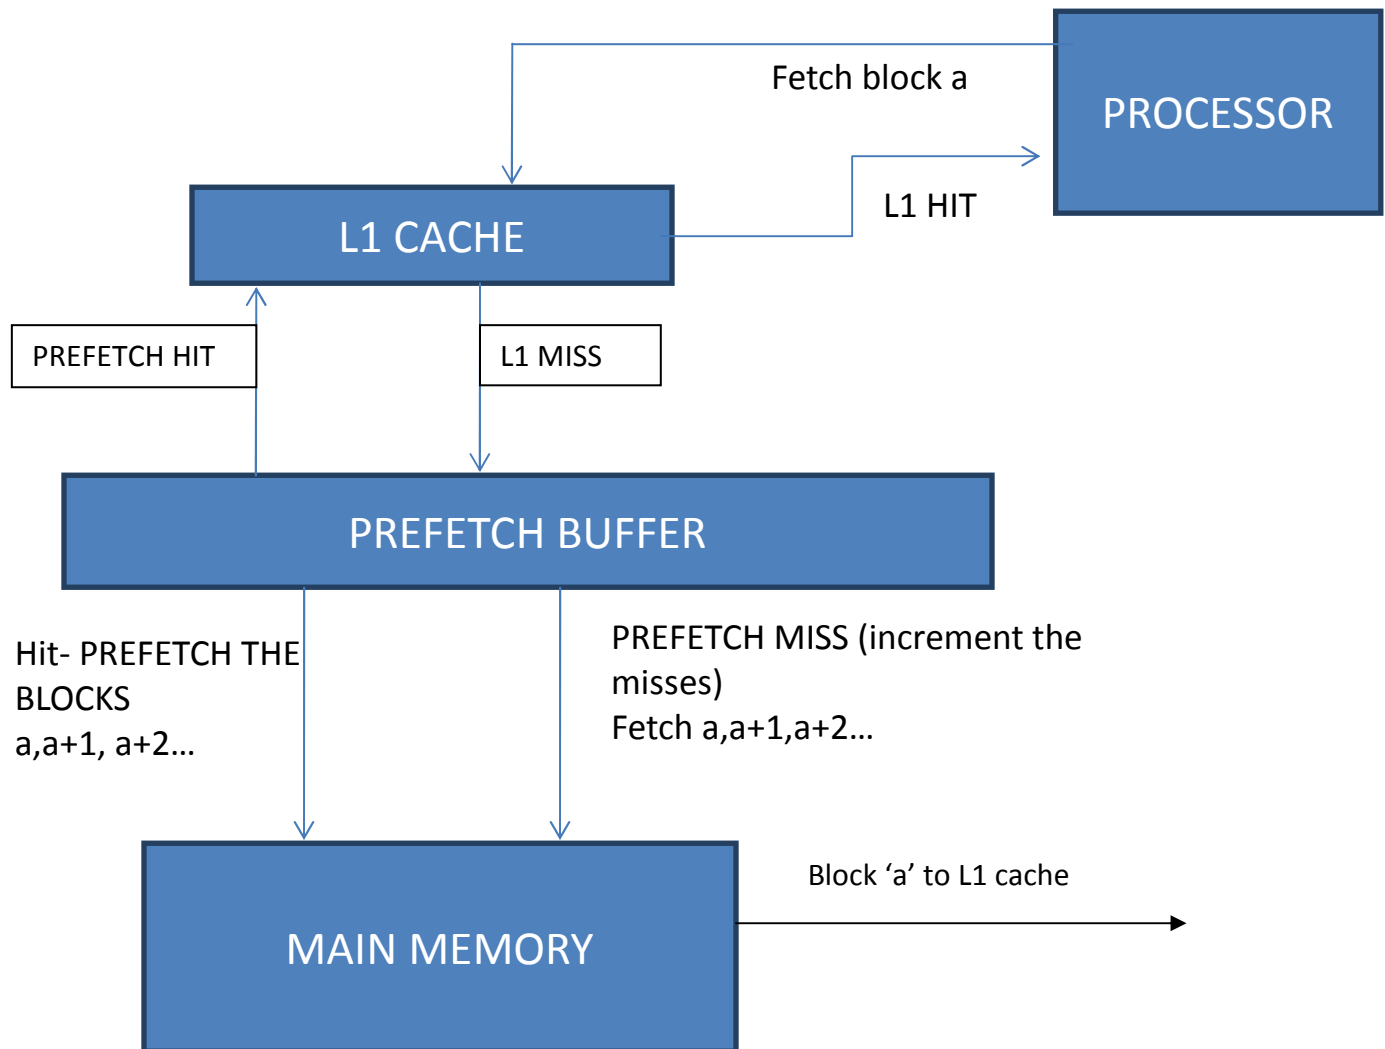 Fetch block a
PROCESSOR
L1 HIT
L1 CACHE
PREFETCH HIT
L1 MISS
PREFETCH BUFFER
Hit- PREFETCH THE
BLOCKS
a,a+1, a+2…
PREFETCH MISS (increment the
misses)
Fetch a,a+1,a+2…
Block ‘a’ to L1 cache
MAIN MEMORY